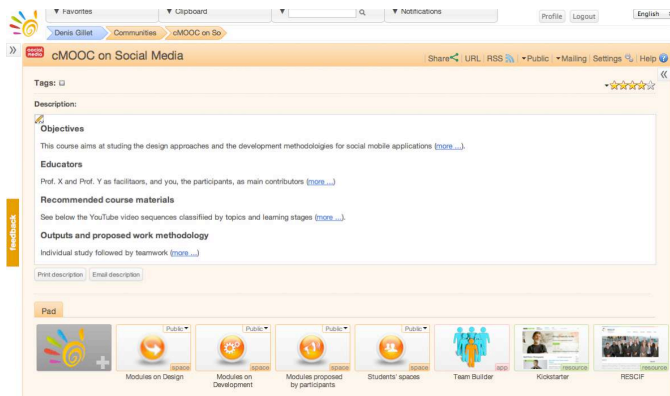 ▼ Favorites ▼ Clipboard ▼ ▼ Notifications Profile Logout English
Denis Gillet Communities cMOOC on So
social media cMOOC on Social Media Share URL RSS ▾Public ▾Mailing Settings Help ?
Tags:
Description:
Objectives
This course aims at studing the design approaches and the development methodoloigies for social mobile applications (more ...).
Educators
Prof. X and Prof. Y as facilitaors, and you, the participants, as main contributors (more ...)
Recommended course materials
See below the YouTube video sequences classifiied by topics and learning stages (more ...).
Outputs and proposed work methodology
Individual study followed by teamwork (more ...)
Print description Email description
feedback
Pad
Public▾ Public▾ Public▾ Public▾
space space space space app resource resource
Modules on Design Modules on Development Modules proposed by participants Students' spaces Team Builder Kickstarter RESCIF